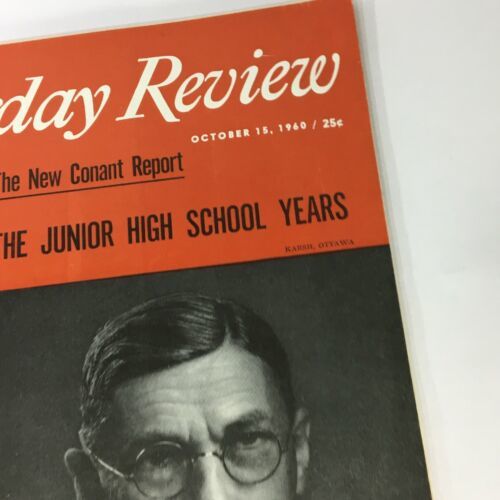 day Review
OCTOBER 15, 1960 / 25¢
The New Conant Report
THE JUNIOR HIGH SCHOOL YEARS
KARSH, OTTAWA